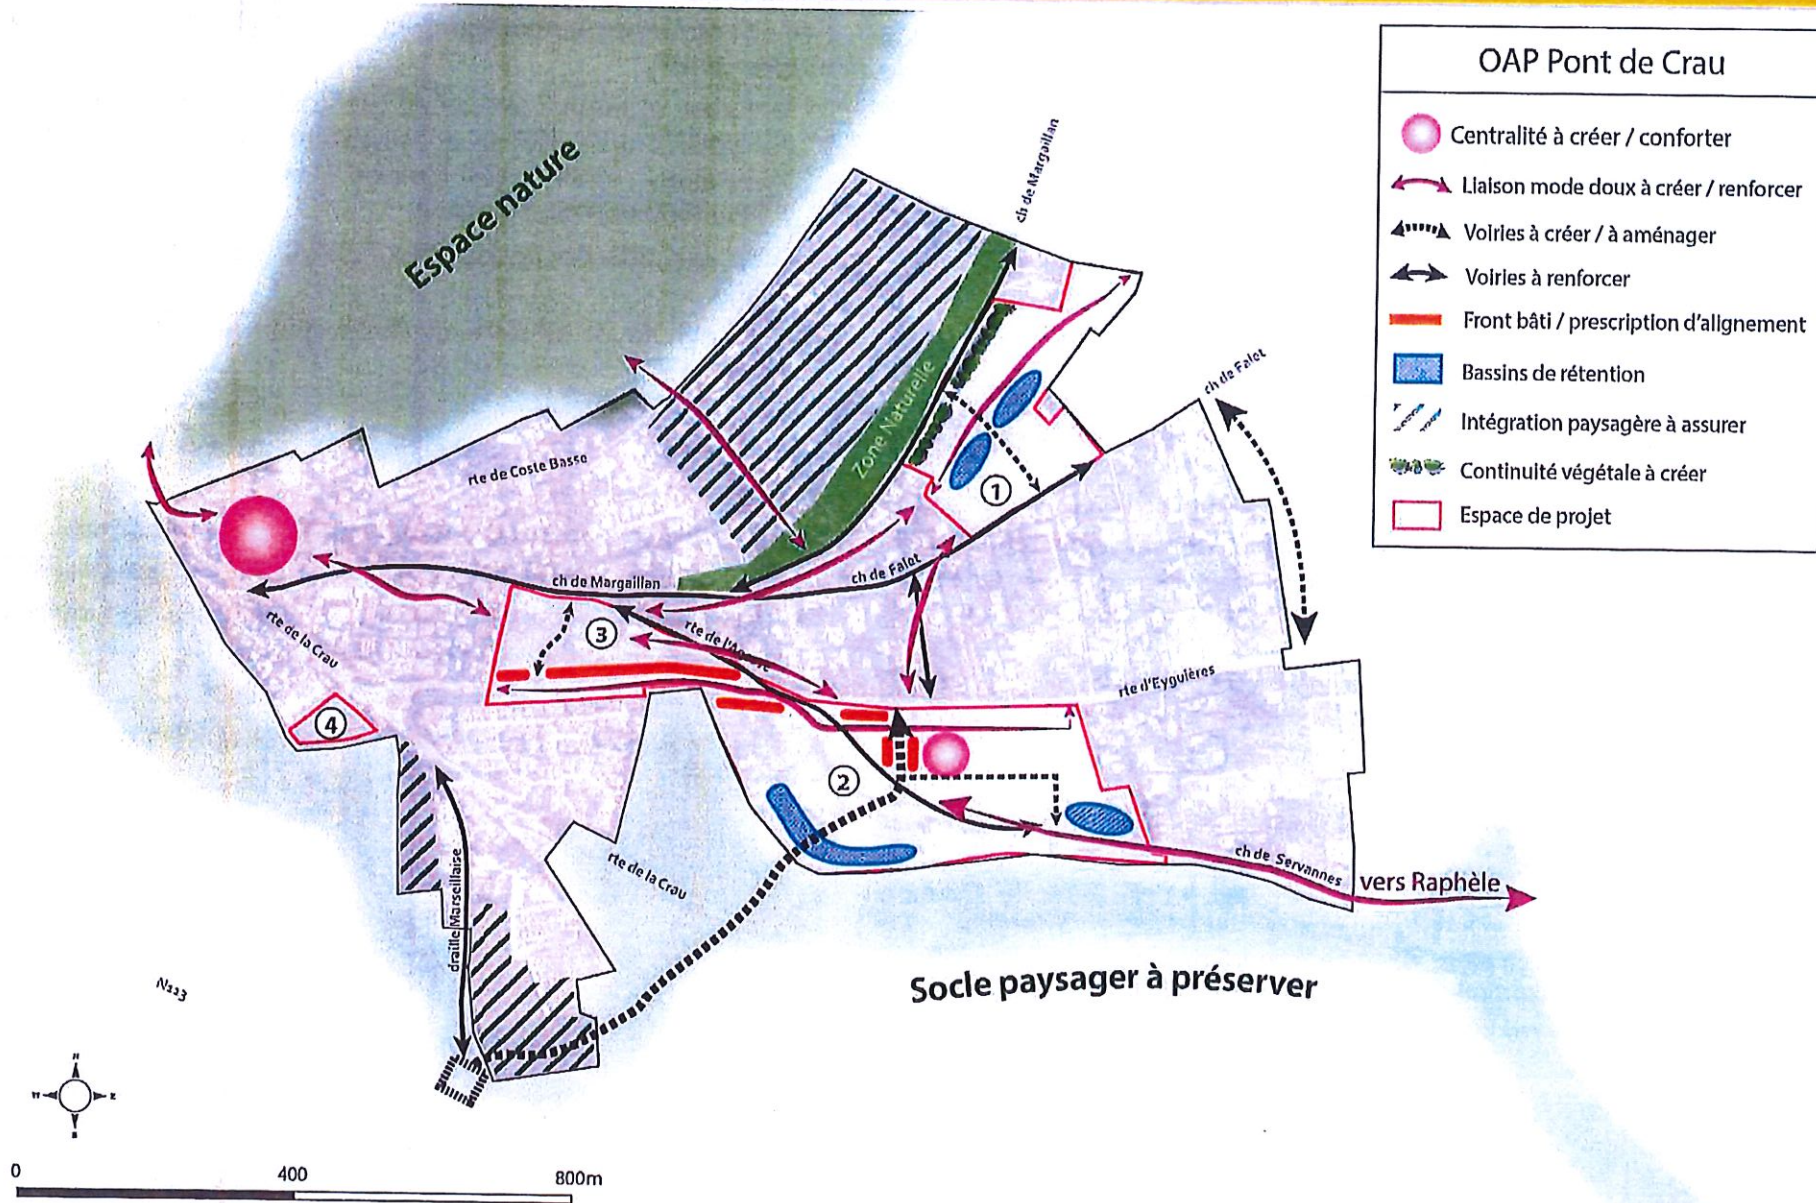 OAP Pont de Crau
Centralité à créer / conforter
Liaison mode doux à créer / renforcer
Voiries à créer / à aménager
Voiries à renforcer
Front bâti / prescription d'alignement
Bassins de rétention
Intégration paysagère à assurer
Continuité végétale à créer
Espace de projet
Espace nature
ch de Margaillan
Zone Naturelle
ch de Falet
rte de Coste Basse
1
ch de Margaillan
ch de Falet
rte de la Crau
3
rte de
rte d'Eyguières
4
2
rte de la Crau
draille Marseillaise
ch de Servannes
vers Raphèle
Socle paysager à préserver
N113
0 400 800m